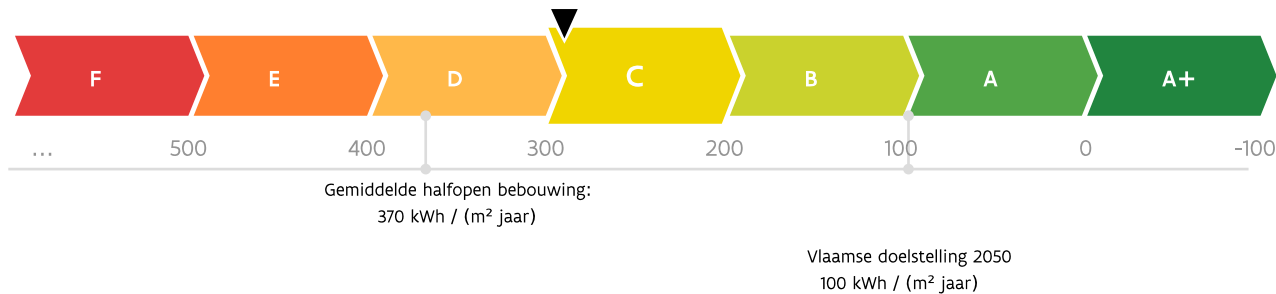 F E D C B A A+
... 500 400 300 200 100 0 -100
Gemiddelde halfopen bebouwing:
370 kWh / (m² jaar)
Vlaamse doelstelling 2050
100 kWh / (m² jaar)